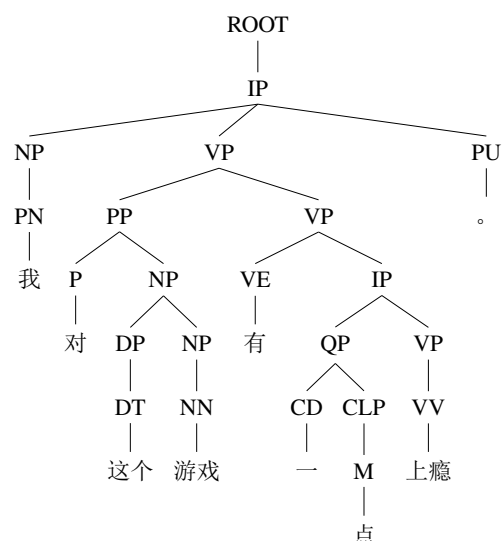 ROOT
IP
NP VP PU
PN PP VP 。
我 P NP VE IP
对 DP NP 有 QP VP
DT NN CD CLP VV
这个 游戏 一 M 上瘾
点